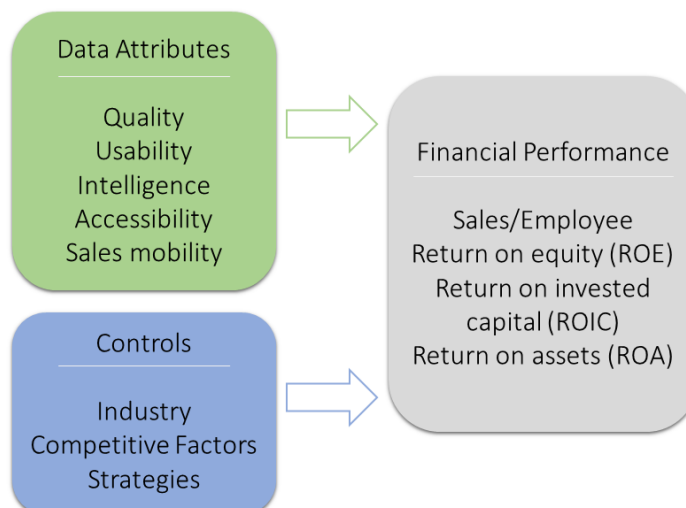 Data Attributes
Quality
Usability
Intelligence
Accessibility
Sales mobility
Controls
Industry
Competitive Factors
Strategies
Financial Performance
Sales/Employee
Return on equity (ROE)
Return on invested
capital (ROIC)
Return on assets (ROA)